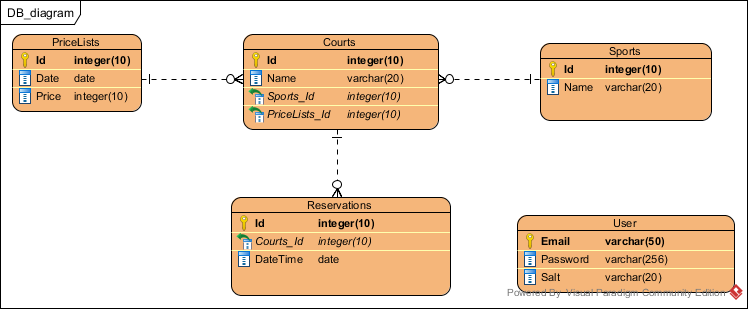 DB_diagram
PriceLists
Id integer(10)
Date date
Price integer(10)
Courts
Id integer(10)
Name varchar(20)
Sports_Id integer(10)
PriceLists_Id integer(10)
Sports
Id integer(10)
Name varchar(20)
Reservations
Id integer(10)
Courts_Id integer(10)
DateTime date
User
Email varchar(50)
Password varchar(256)
Salt varchar(20)
Powered By Visual Paradigm Community Edition